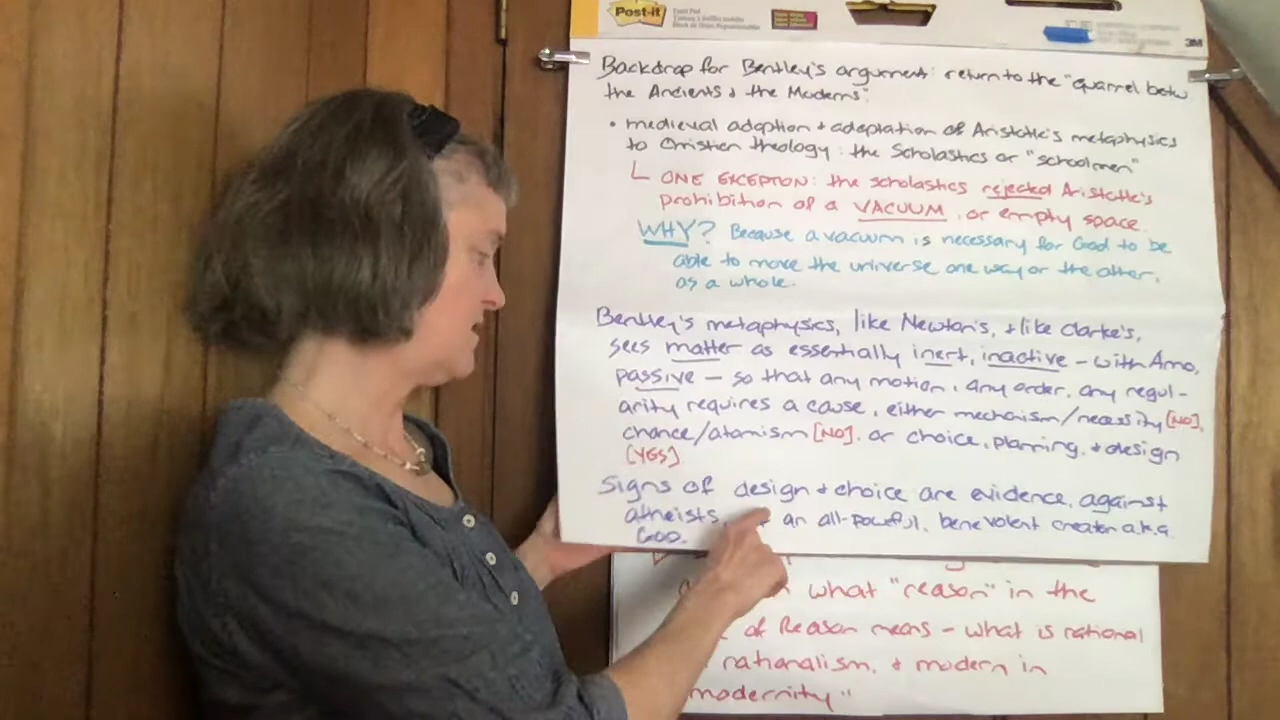 Post-it
3M
Backdrop for Bentley's argument: return to the "quarrel betw
the Ancients + the Moderns".
• medieval adoption + adaptation of Aristotle's metaphysics
to Christian theology: the Scholastics or "schoolmen"
ONE EXCEPTION: the scholastics rejected Aristotle's
prohibition of a VACUUM, or empty space.
WHY? Because a vacuum is necessary for God to be
able to move the universe one way or the other,
as a whole.
Bentley's metaphysics, like Newton's, + like Clarke's,
sees matter as essentially inert, inactive – with Arno,
passive – so that any motion, any order, any regul-
arity requires a cause, either mechanism/necessity [NO],
chance/atomism [NO], or choice, planning, + design
[YES]
Signs of design + choice are evidence, against
atheists, an all-powerful, benevolent creator a.k.a.
GOD.
what "reason" in the
of Reason means – what is rational
rationalism, + modern in
modernity"